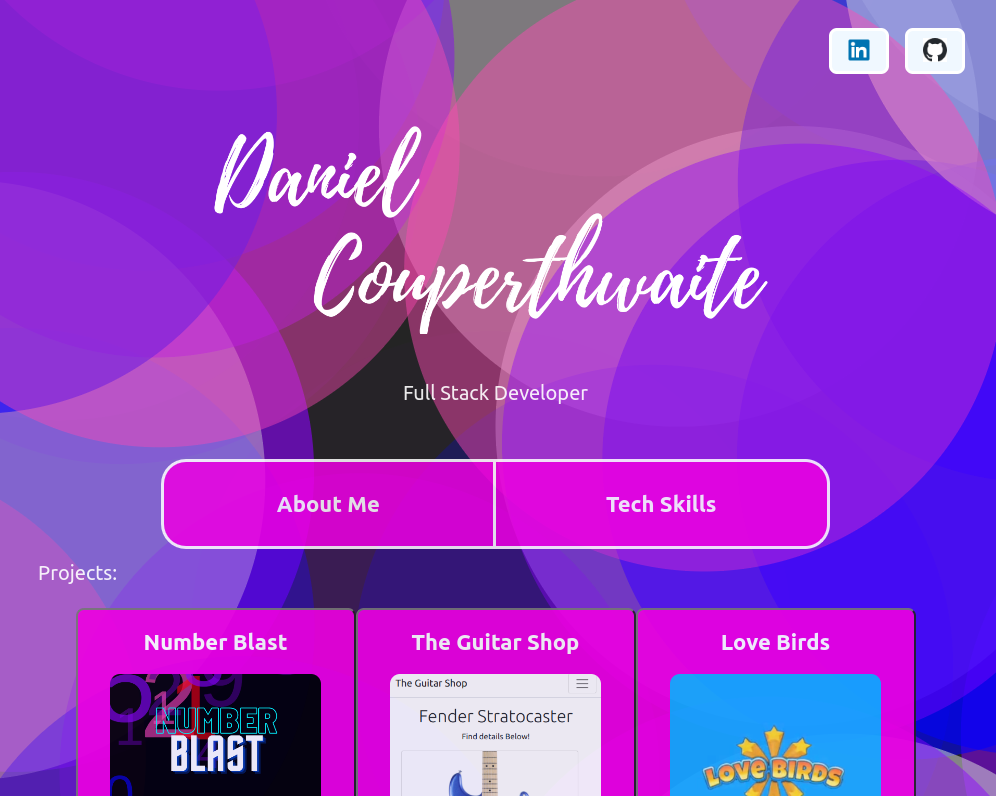 in
Daniel
Couperthwaite
Full Stack Developer
About Me
Tech Skills
Projects:
Number Blast
The Guitar Shop
Love Birds
NUMBER
BLAST
The Guitar Shop
Fender Stratocaster
Find details Below!
LOVE BIRDS